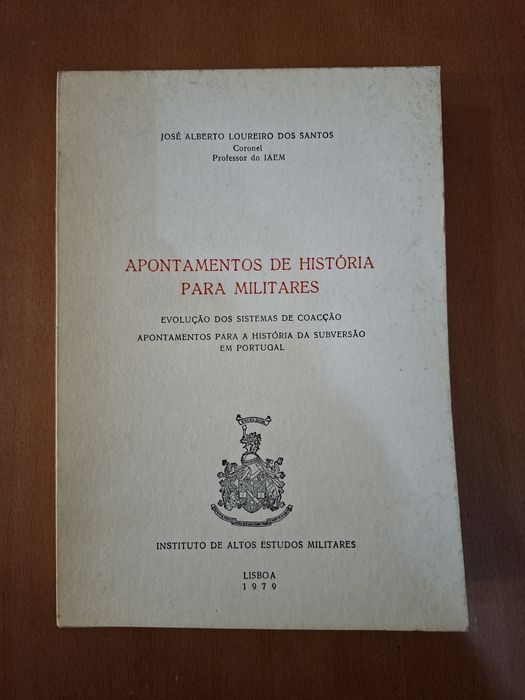 JOSÉ ALBERTO LOUREIRO DOS SANTOS
Coronel
Professor do IAEM
APONTAMENTOS DE HISTÓRIA
PARA MILITARES
EVOLUÇÃO DOS SISTEMAS DE COACÇÃO
APONTAMENTOS PARA A HISTÓRIA DA SUBVERSÃO
EM PORTUGAL
INSTITUTO DE ALTOS ESTUDOS MILITARES
LISBOA
1979